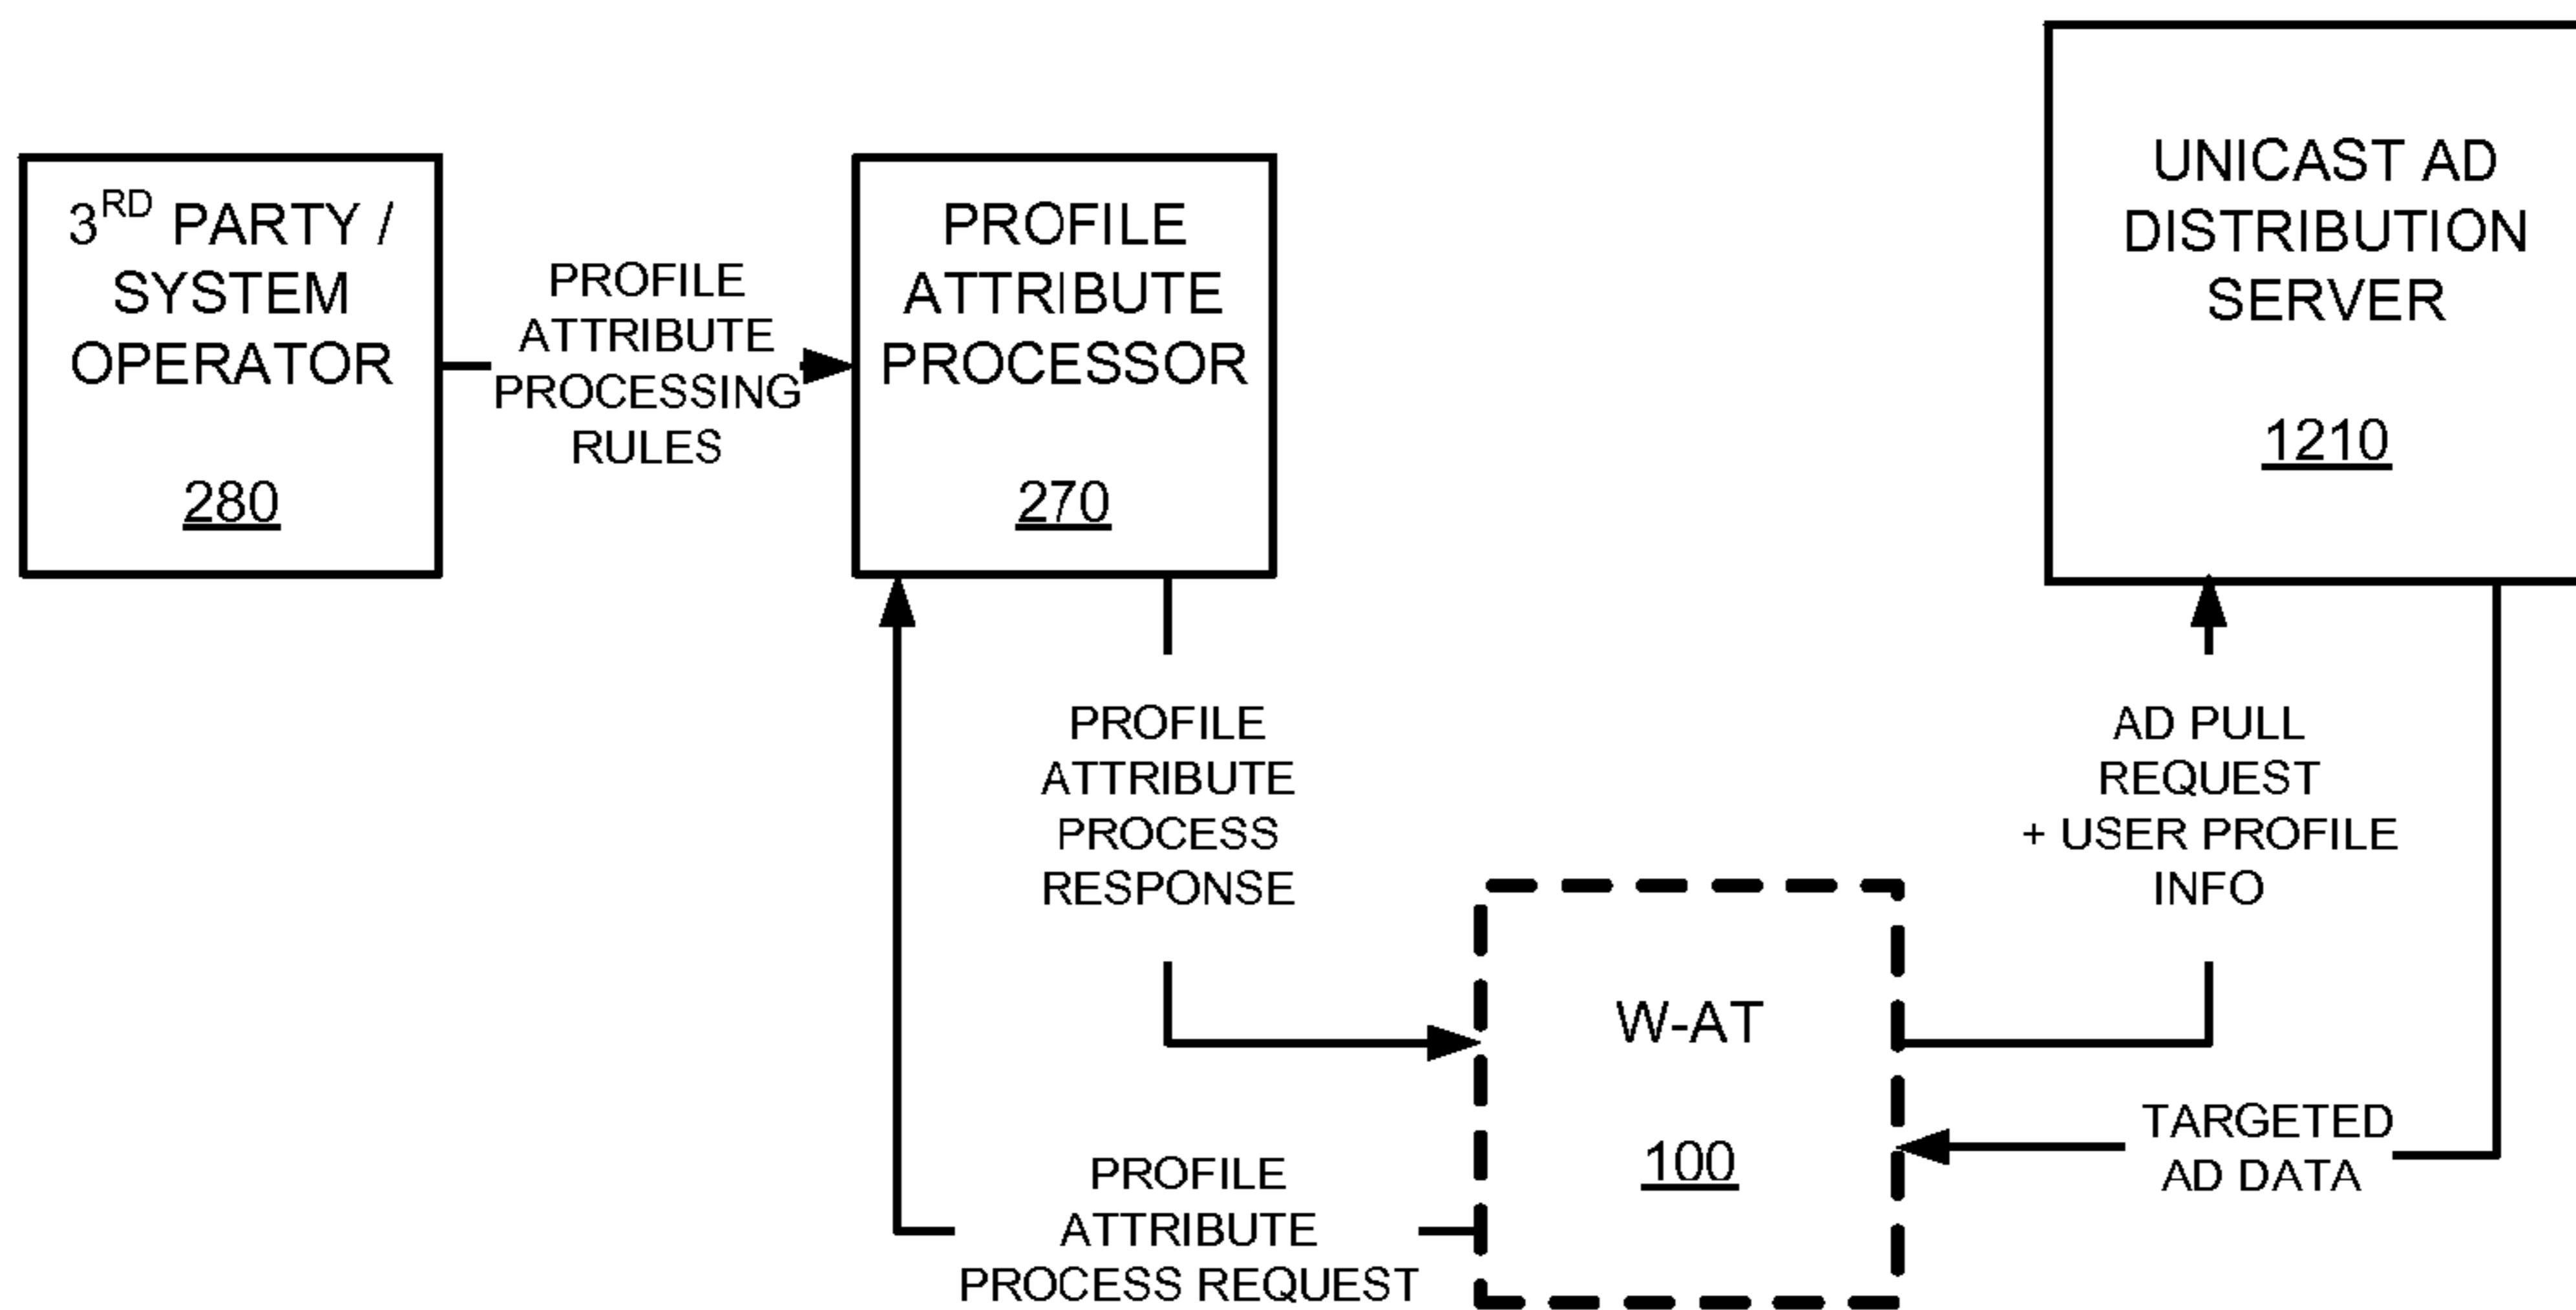 3RD PARTY /
SYSTEM
OPERATOR
280
PROFILE
ATTRIBUTE
PROCESSING
RULES
PROFILE
ATTRIBUTE
PROCESSOR
270
UNICAST AD
DISTRIBUTION
SERVER
1210
PROFILE
ATTRIBUTE
PROCESS
RESPONSE
AD PULL
REQUEST
+ USER PROFILE
INFO
W-AT
100
TARGETED
AD DATA
PROFILE
ATTRIBUTE
PROCESS REQUEST